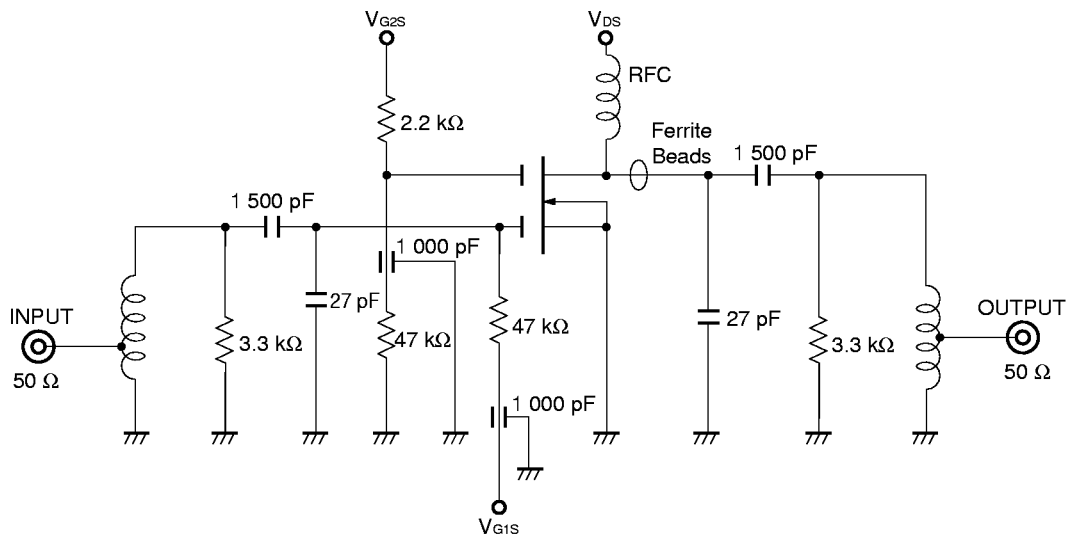 VG2S
VDS
RFC
2.2 kΩ
Ferrite
Beads
1 500 pF
1 500 pF
1 000 pF
27 pF
INPUT
50 Ω
3.3 kΩ
47 kΩ
47 kΩ
27 pF
3.3 kΩ
OUTPUT
50 Ω
1 000 pF
VG1S